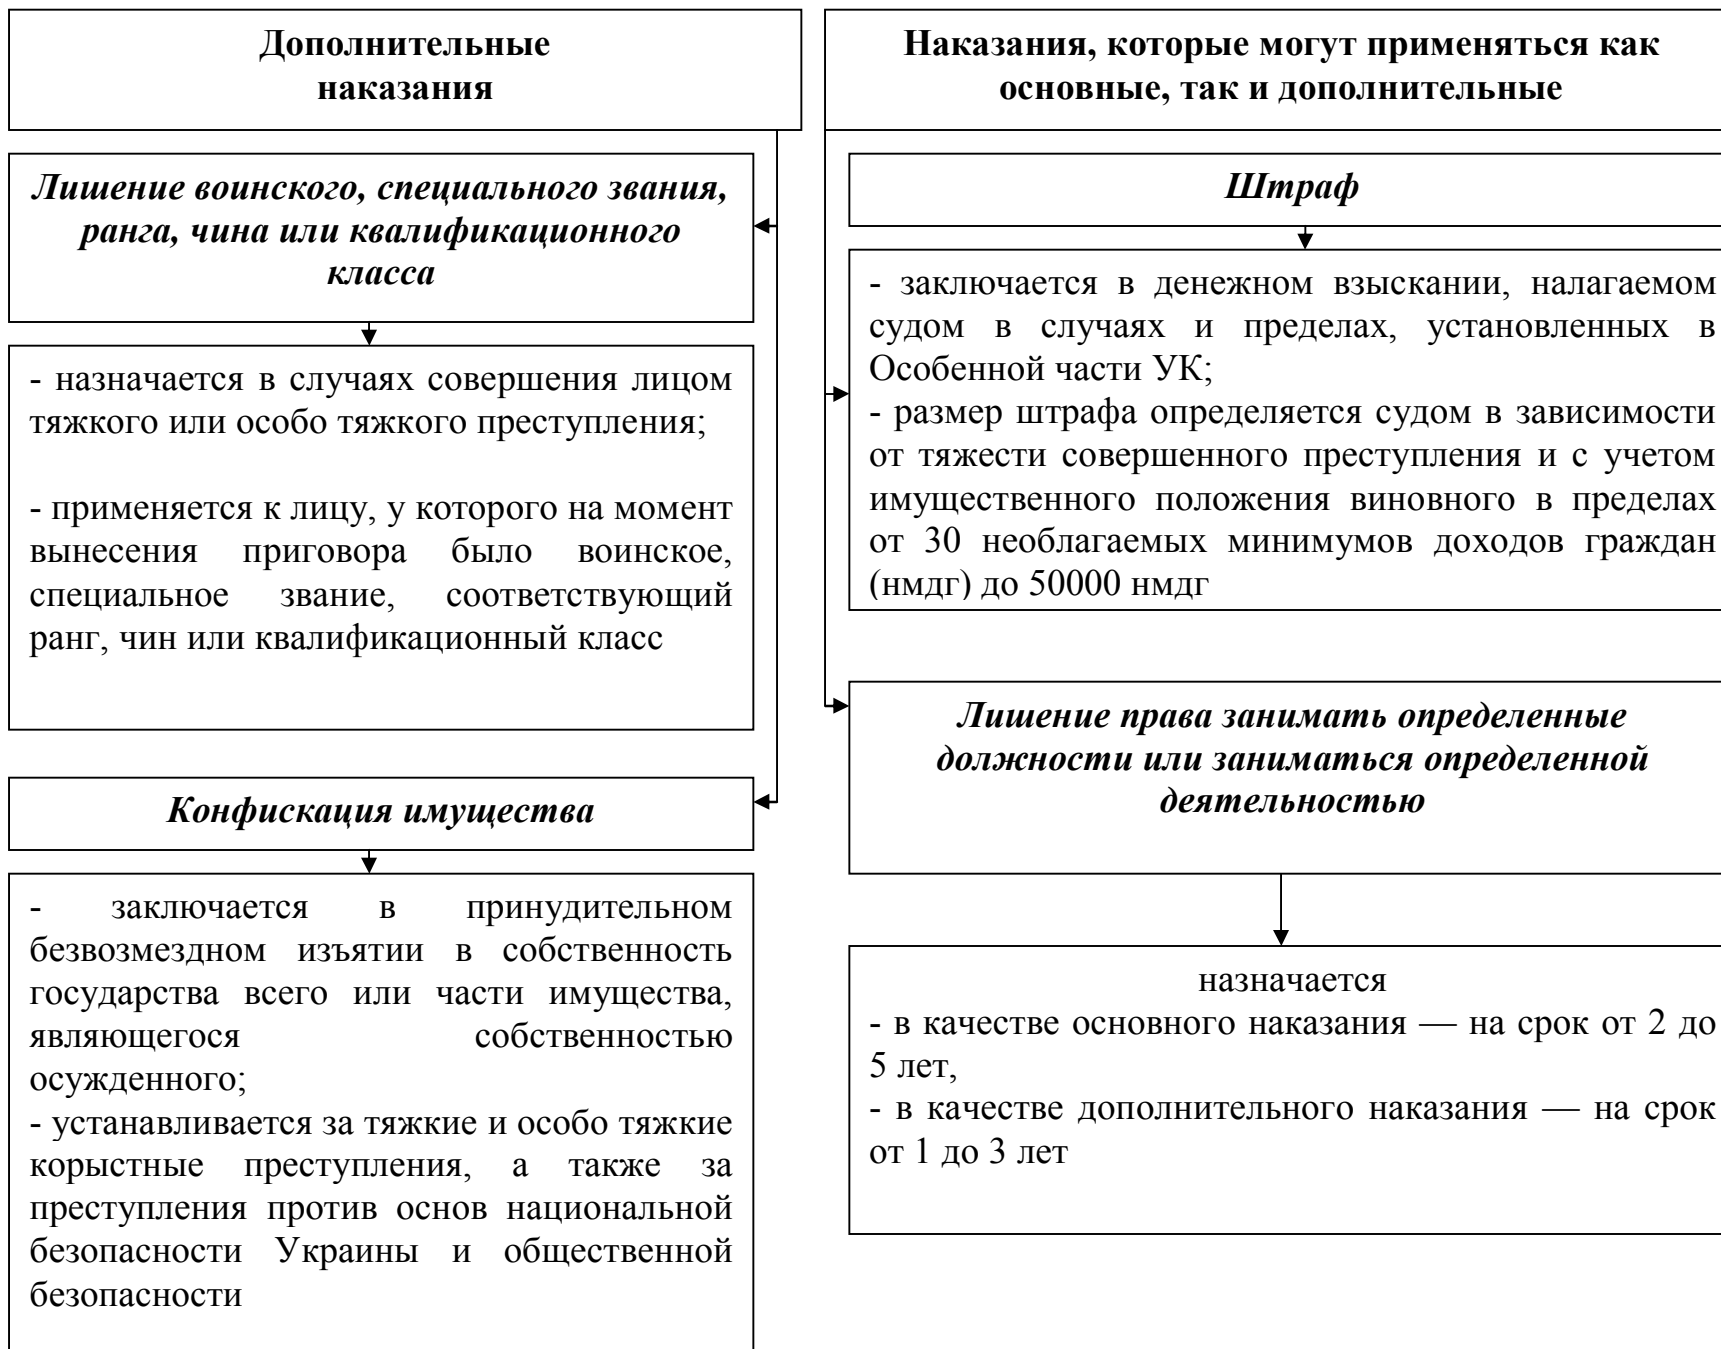 Дополнительные
наказания
Лишение воинского, специального звания,
ранга, чина или квалификационного
класса
- назначается в случаях совершения лицом
тяжкого или особо тяжкого преступления;
- применяется к лицу, у которого на момент
вынесения приговора было воинское,
специальное звание, соответствующий
ранг, чин или квалификационный класс
Конфискация имущества
- заключается в принудительном
безвозмездном изъятии в собственность
государства всего или части имущества,
являющегося собственностью
осужденного;
- устанавливается за тяжкие и особо тяжкие
корыстные преступления, а также за
преступления против основ национальной
безопасности Украины и общественной
безопасности
Наказания, которые могут применяться как
основные, так и дополнительные
Штраф
- заключается в денежном взыскании, налагаемом
судом в случаях и пределах, установленных в
Особенной части УК;
- размер штрафа определяется судом в зависимости
от тяжести совершенного преступления и с учетом
имущественного положения виновного в пределах
от 30 необлагаемых минимумов доходов граждан
(нмдг) до 50000 нмдг
Лишение права занимать определенные
должности или заниматься определенной
деятельностью
назначается
- в качестве основного наказания — на срок от 2 до
5 лет,
- в качестве дополнительного наказания — на срок
от 1 до 3 лет